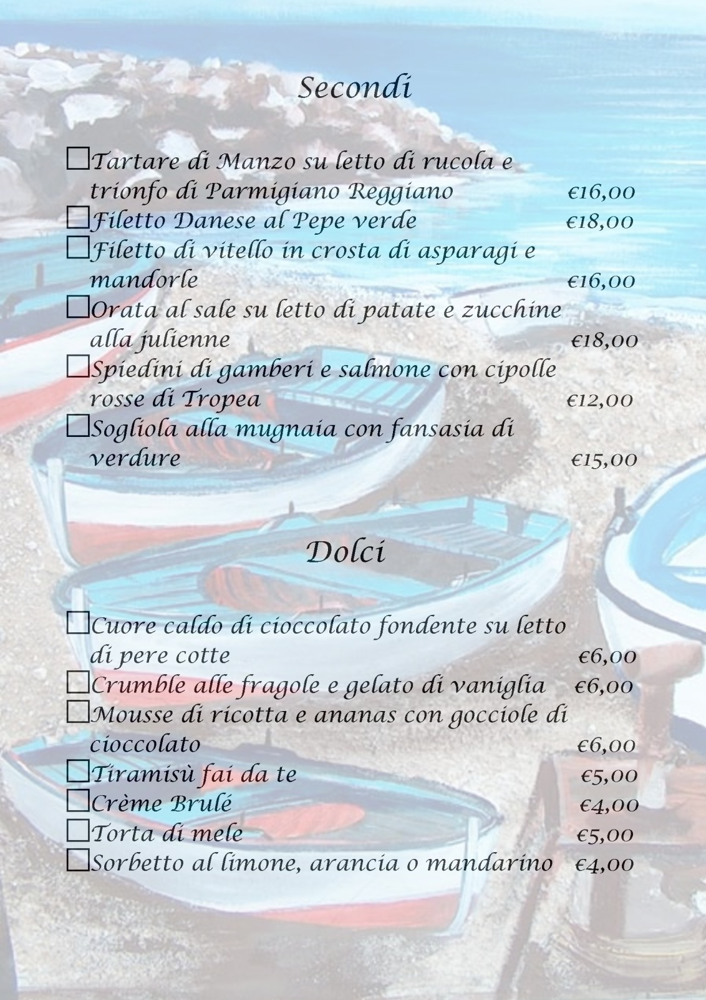 Secondi
☐Tartare di Manzo su letto di rucola e
trionfo di Parmigiano Reggiano €16,00
☐Filetto Danese al Pepe verde €18,00
☐Filetto di vitello in crosta di asparagi e
mandorle €16,00
☐Orata al sale su letto di patate e zucchine
alla julienne €18,00
☐Spiedini di gamberi e salmone con cipolle
rosse di Tropea €12,00
☐Sogliola alla mugnaia con fansasia di
verdure €15,00
Dolci
☐Cuore caldo di cioccolato fondente su letto
di pere cotte €6,00
☐Crumble alle fragole e gelato di vaniglia €6,00
☐Mousse di ricotta e ananas con gocciole di
cioccolato €6,00
☐Tiramisù fai da te €5,00
☐Crème Brulé €4,00
☐Torta di mele €5,00
☐Sorbetto al limone, arancia o mandarino €4,00